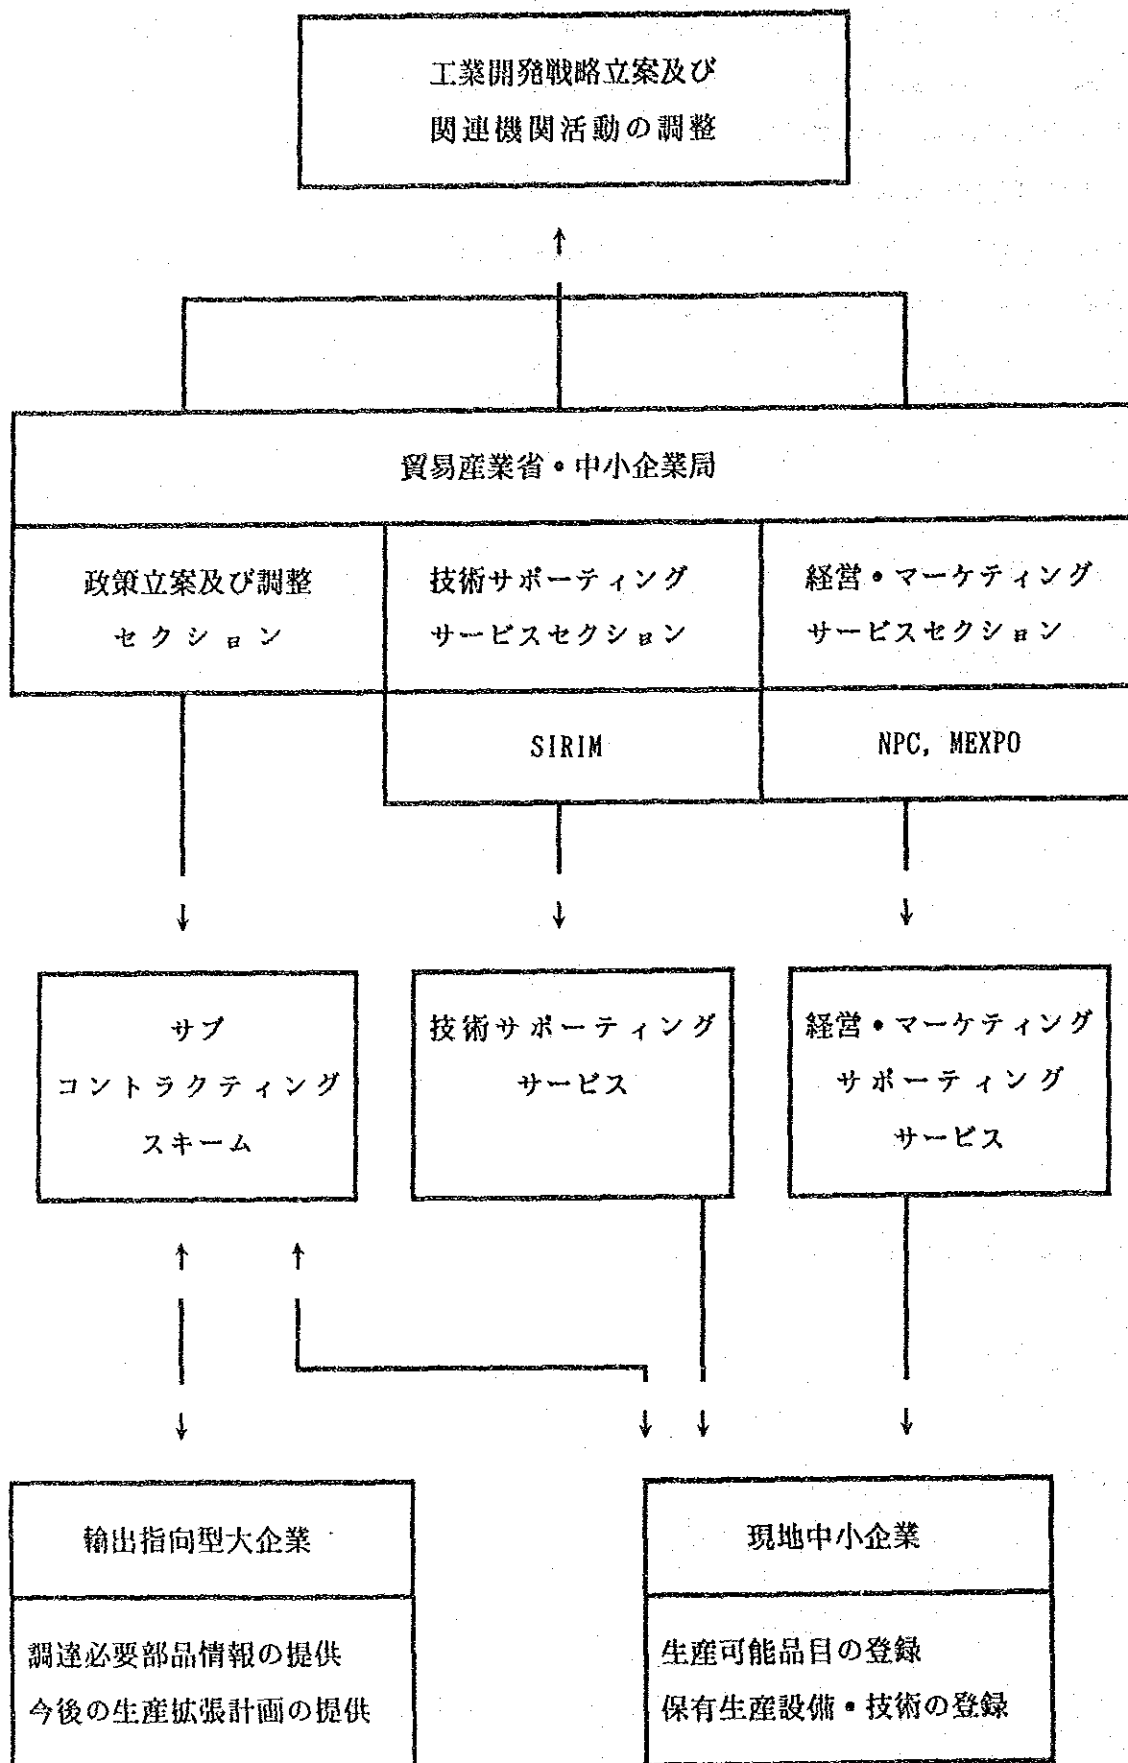 工業開発戦略立案及び
関連機関活動の調整
↑
貿易産業省・中小企業局
政策立案及び調整
セクション
技術サポーティング
サービスセクション
経営・マーケティング
サービスセクション
SIRIM
NPC, MEXPO
↓ ↓ ↓
サブ
コントラクティング
スキーム
技術サポーティング
サービス
経営・マーケティング
サポーティング
サービス
↑ ↑
↓ ↓ ↓ ↓
輸出指向型大企業
調達必要部品情報の提供
今後の生産拡張計画の提供
現地中小企業
生産可能品目の登録
保有生産設備・技術の登録